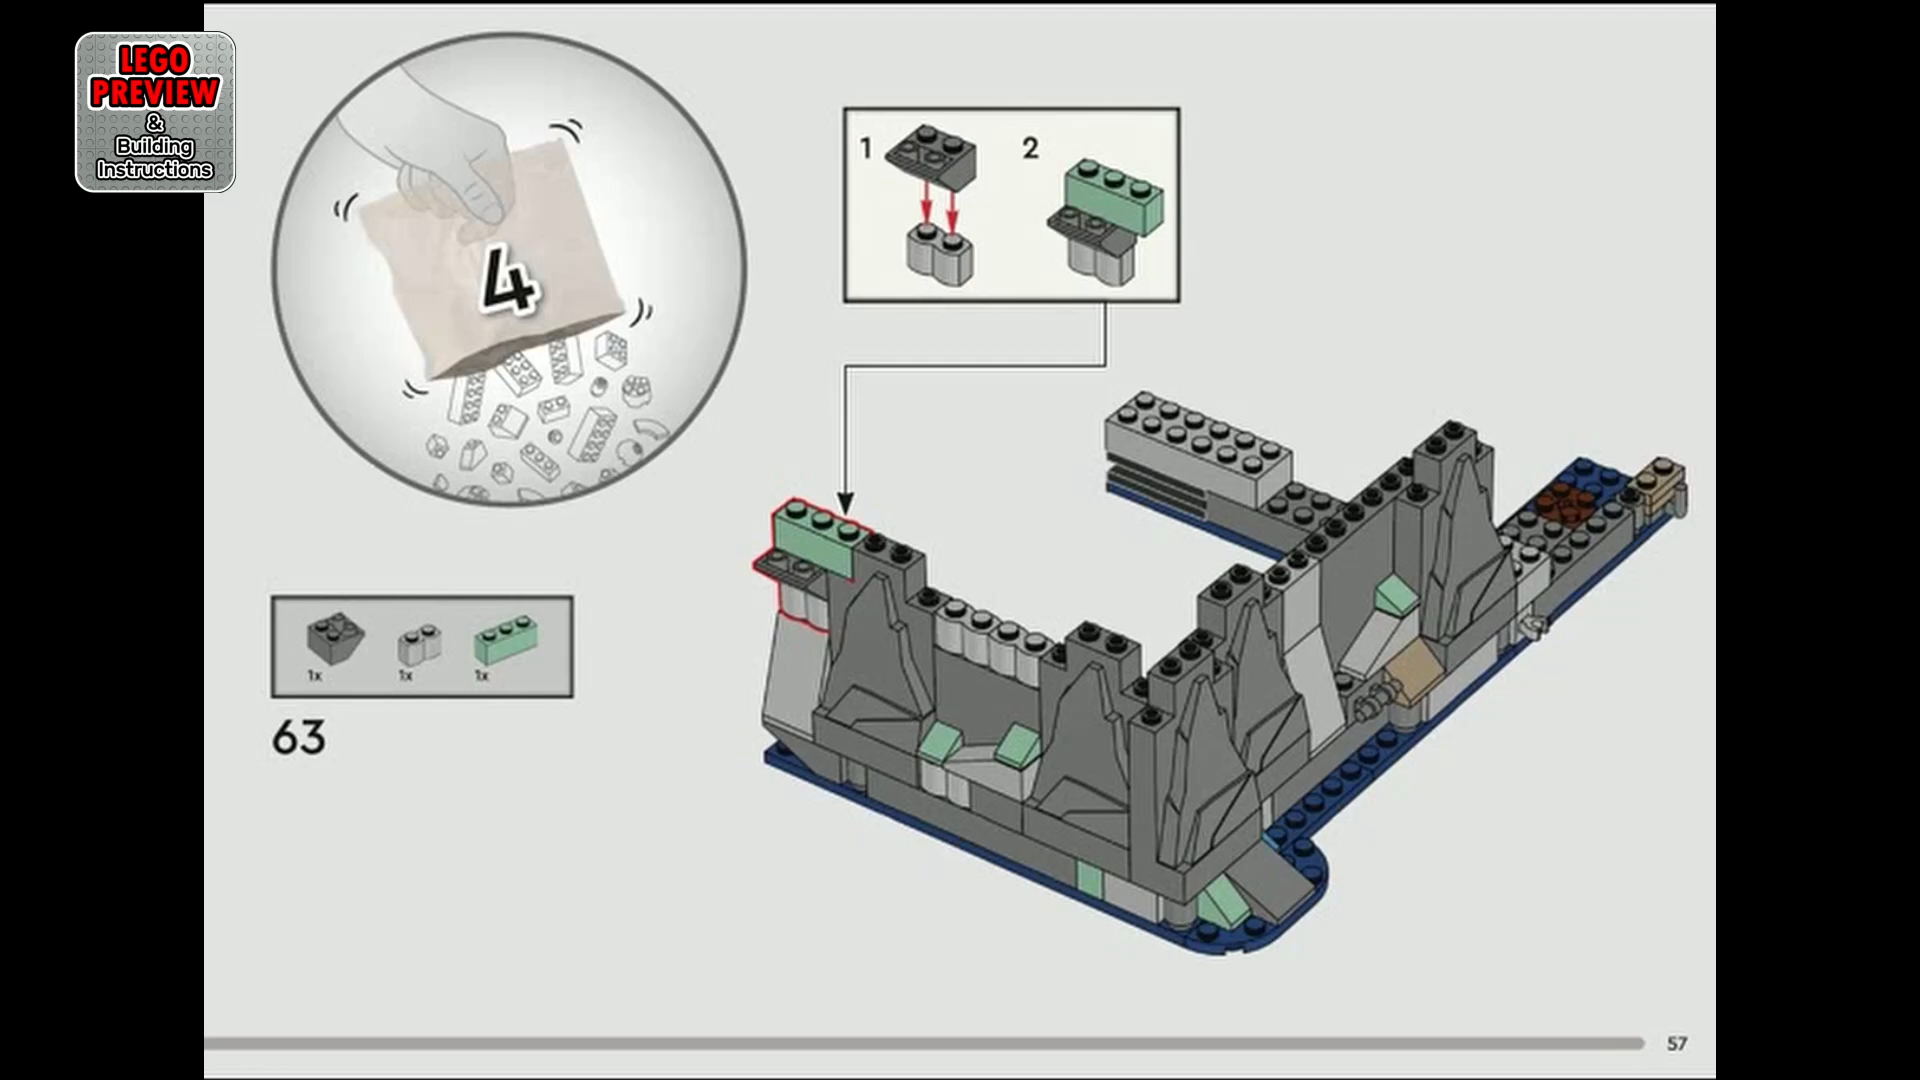 LEGO
PREVIEW
&
Building
Instructions
4
1
2
1x
1x
1x
63
57